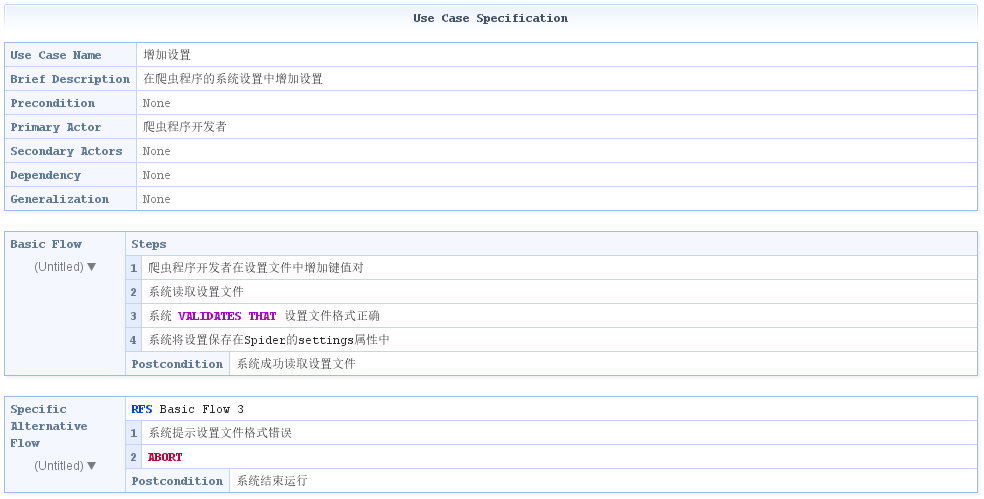 Use Case Specification
Use Case Name 增加设置
Brief Description 在爬虫程序的系统设置中增加设置
Precondition None
Primary Actor 爬虫程序开发者
Secondary Actors None
Dependency None
Generalization None
Basic Flow Steps
(Untitled) ▼
1 爬虫程序开发者在设置文件中增加键值对
2 系统读取设置文件
3 系统 VALIDATES THAT 设置文件格式正确
4 系统将设置保存在Spider的settings属性中
Postcondition 系统成功读取设置文件
Specific
Alternative
Flow
(Untitled) ▼
RFS Basic Flow 3
1 系统提示设置文件格式错误
2 ABORT
Postcondition 系统结束运行